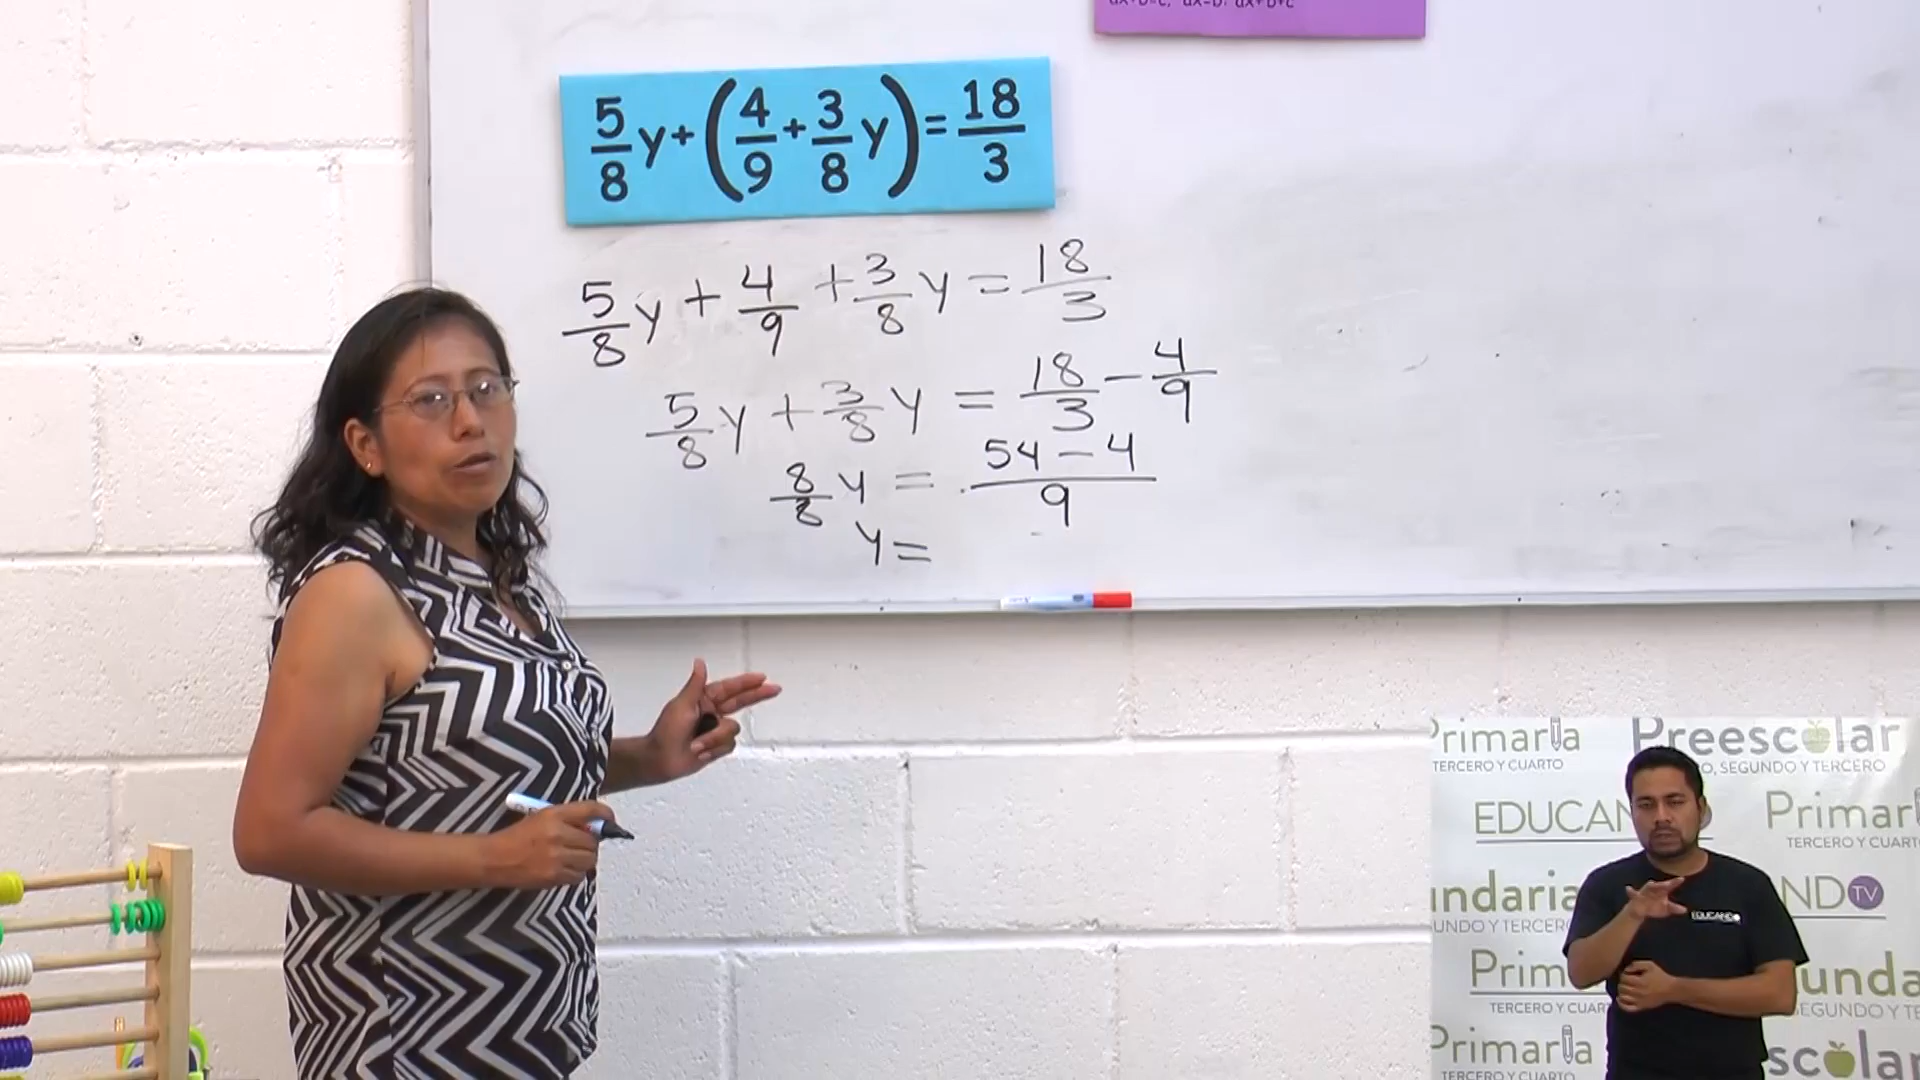 5/8 y + (4/9 + 3/8 y) = 18/3
5/8 y + 4/9 + 3/8 y = 18/3
5/8 y + 3/8 y = 18/3 - 4/9
8/8 y = 54 - 4 / 9
y =
Primaria Preescolar
TERCERO Y CUARTO SEGUNDO Y TERCERO
EDUCAN Primar
TERCERO Y CUART
undaria ANDO TV
UNDO Y TERCER
EDUCANDO
Prim unda
TERCERO Y CUAR SEGUNDO Y TE
Primaria scolar
TERCERO Y CUARTO